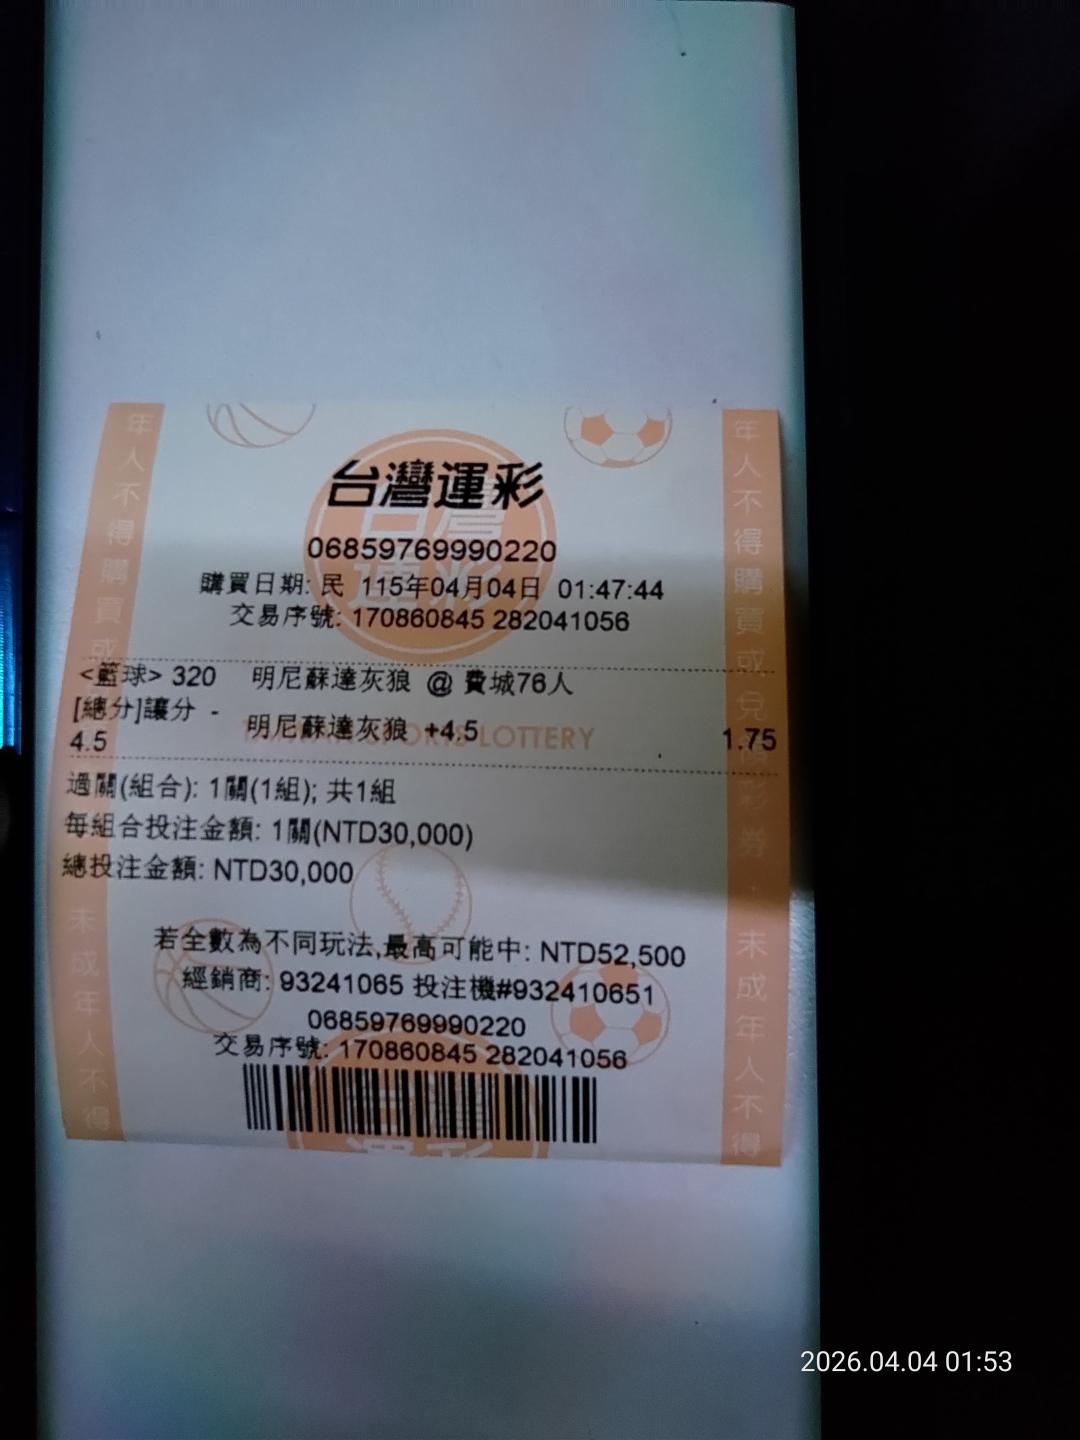 台灣運彩
06859769990220
購買日期: 民 115年04月04日 01:47:44
交易序號: 170860845 282041056
<籃球> 320 明尼蘇達灰狼 @ 費城76人
[總分]讓分 -
4.5 明尼蘇達灰狼 +4.5 1.75
SPORTS LOTTERY
過關(組合): 1關(1組); 共1組
每組合投注金額: 1關(NTD30,000)
總投注金額: NTD30,000
若全數為不同玩法,最高可能中: NTD52,500
經銷商: 93241065 投注機#932410651
06859769990220
交易序號: 170860845 282041056
年人不得購買或
未成年人不得
年人不得購買或兌領彩券.未成年人不得
2026.04.04 01:53